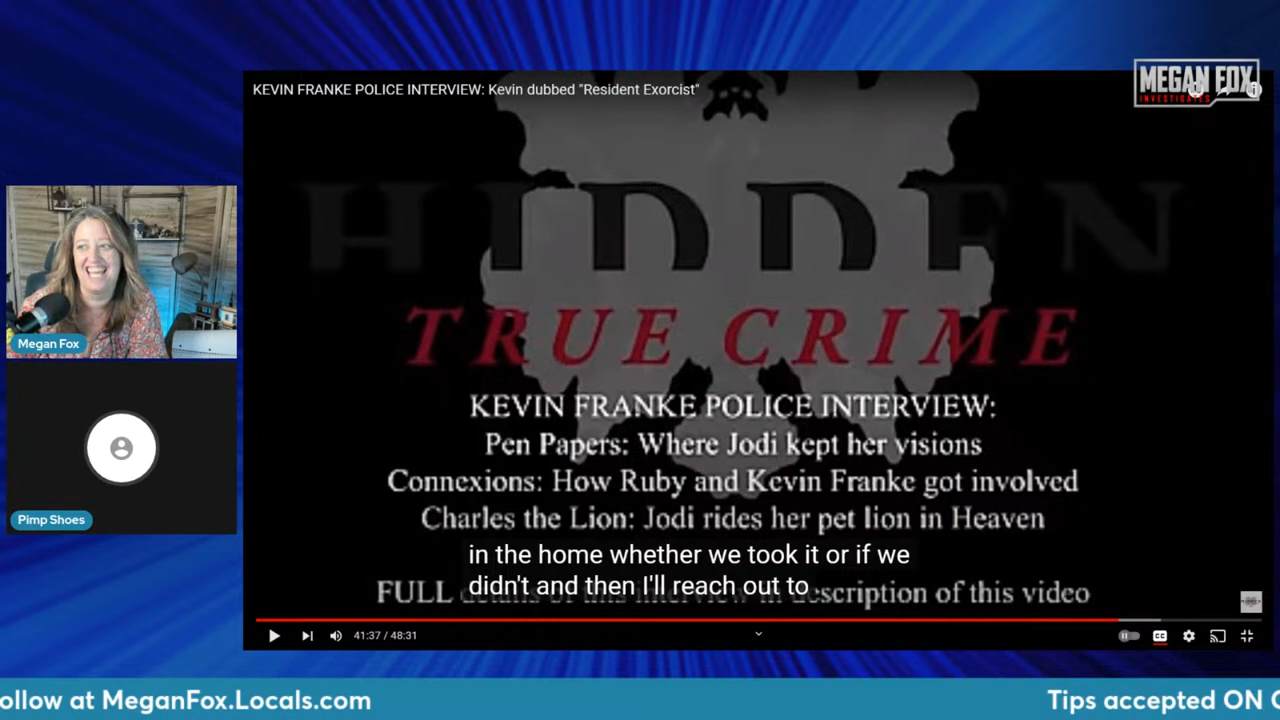 KEVIN FRANKE POLICE INTERVIEW: Kevin dubbed "Resident Exorcist"
MEGAN FOX
INVESTIGATES
HIDDEN
TRUE CRIME
KEVIN FRANKE POLICE INTERVIEW:
Pen Papers: Where Jodi kept her visions
Connexions: How Ruby and Kevin Franke got involved
Charles the Lion: Jodi rides her pet lion in Heaven
in the home whether we took it or if we
didn't and then I'll reach out to
FULL scription of this video
Megan Fox
Pimp Shoes
41:37 / 48:31
CC
ollow at MeganFox.Locals.com
Tips accepted ON